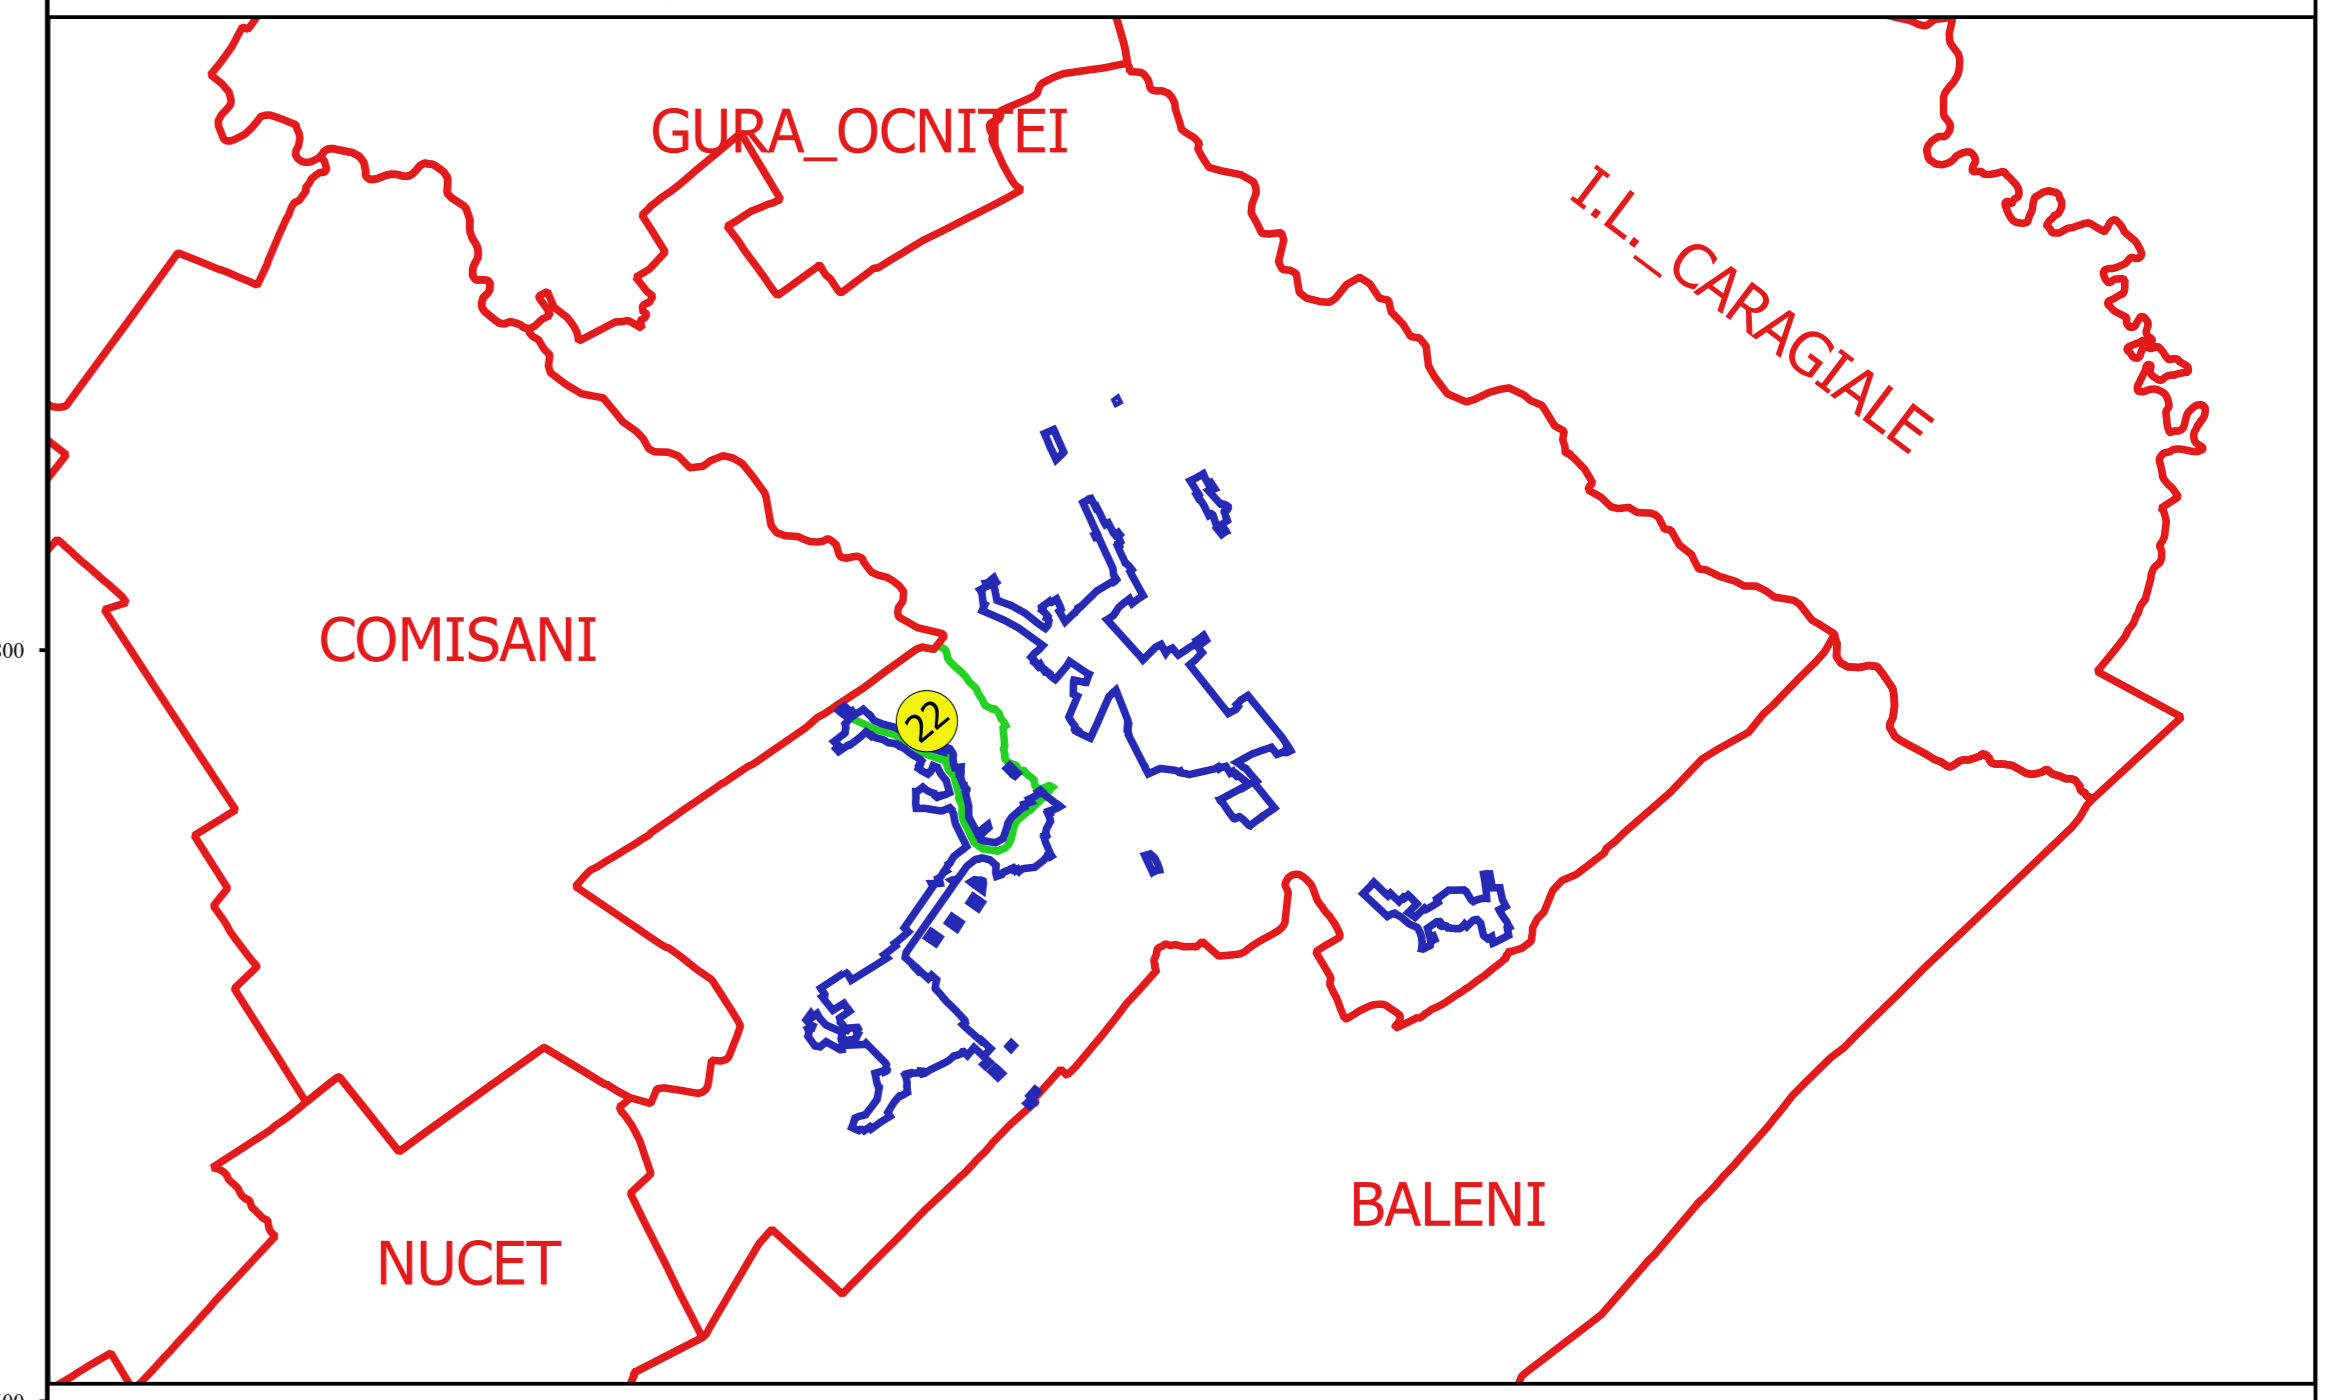 GURA_OCNITEI
I.L._CARAGIALE
COMISANI
22
BALENI
NUCET